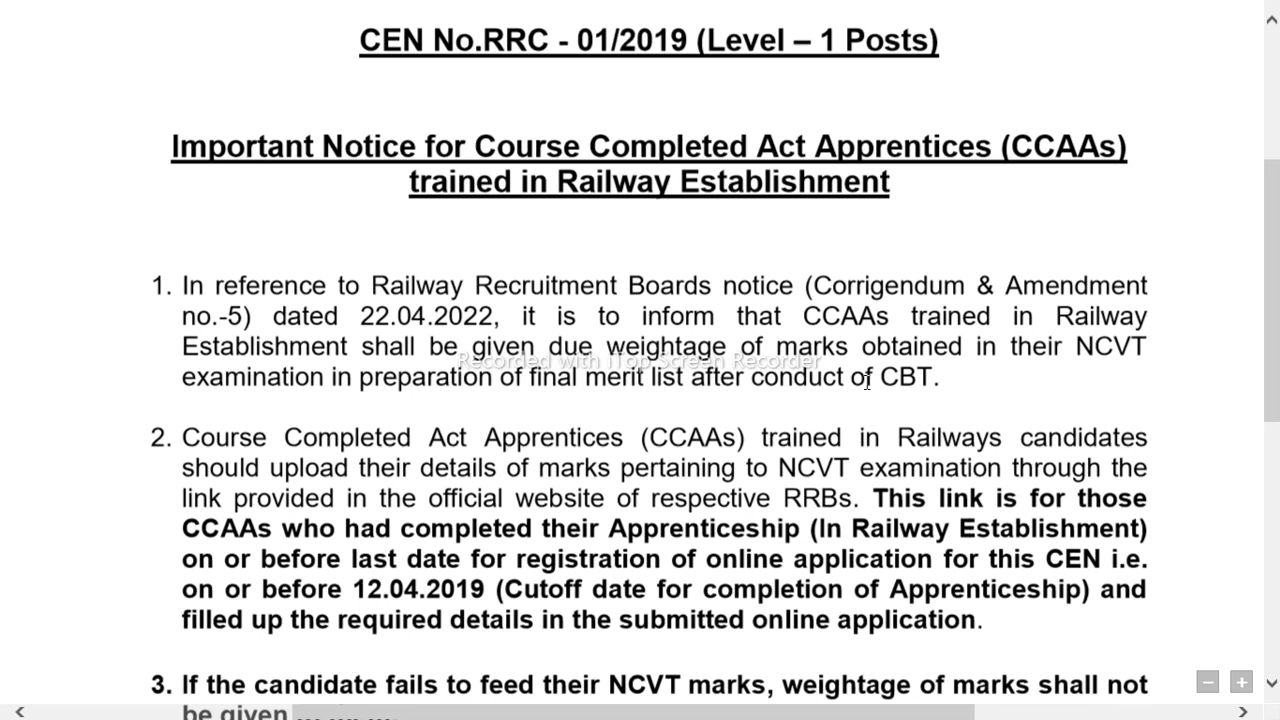 CEN No.RRC - 01/2019 (Level – 1 Posts)
Important Notice for Course Completed Act Apprentices (CCAAs)
trained in Railway Establishment
1. In reference to Railway Recruitment Boards notice (Corrigendum & Amendment
no.-5) dated 22.04.2022, it is to inform that CCAAs trained in Railway
Establishment shall be given due weightage of marks obtained in their NCVT
Recorded with iTop Screen Recorder
examination in preparation of final merit list after conduct of CBT.
2. Course Completed Act Apprentices (CCAAs) trained in Railways candidates
should upload their details of marks pertaining to NCVT examination through the
link provided in the official website of respective RRBs. This link is for those
CCAAs who had completed their Apprenticeship (In Railway Establishment)
on or before last date for registration of online application for this CEN i.e.
on or before 12.04.2019 (Cutoff date for completion of Apprenticeship) and
filled up the required details in the submitted online application.
3. If the candidate fails to feed their NCVT marks, weightage of marks shall not
be given